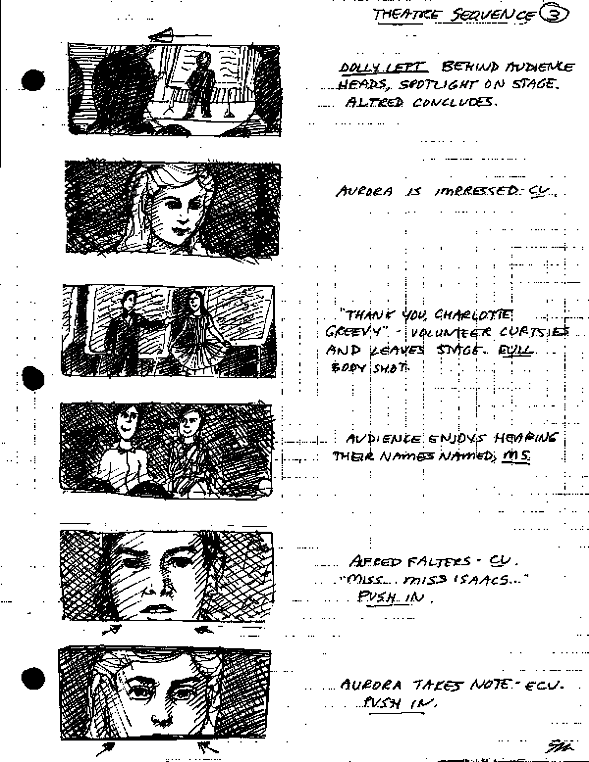 THEATRE SEQUENCE 3
DOLLY LEFT BEHIND AUDIENCE
HEADS, SPOTLIGHT ON STAGE.
ALFRED CONCLUDES.
AURORA IS IMPRESSED - CU.
"THANK YOU, CHARLOTTE
GREEVY" - VOLUNTEER CURTSIES
AND LEAVES STAGE. FULL
BODY SHOT.
AUDIENCE ENJOYS HEARING
THEIR NAMES NAMED, MS.
AFRED FALTERS - CU.
"MISS... MISS ISAACS..."
PUSH IN.
AURORA TAKES NOTE - ECU.
PUSH IN.